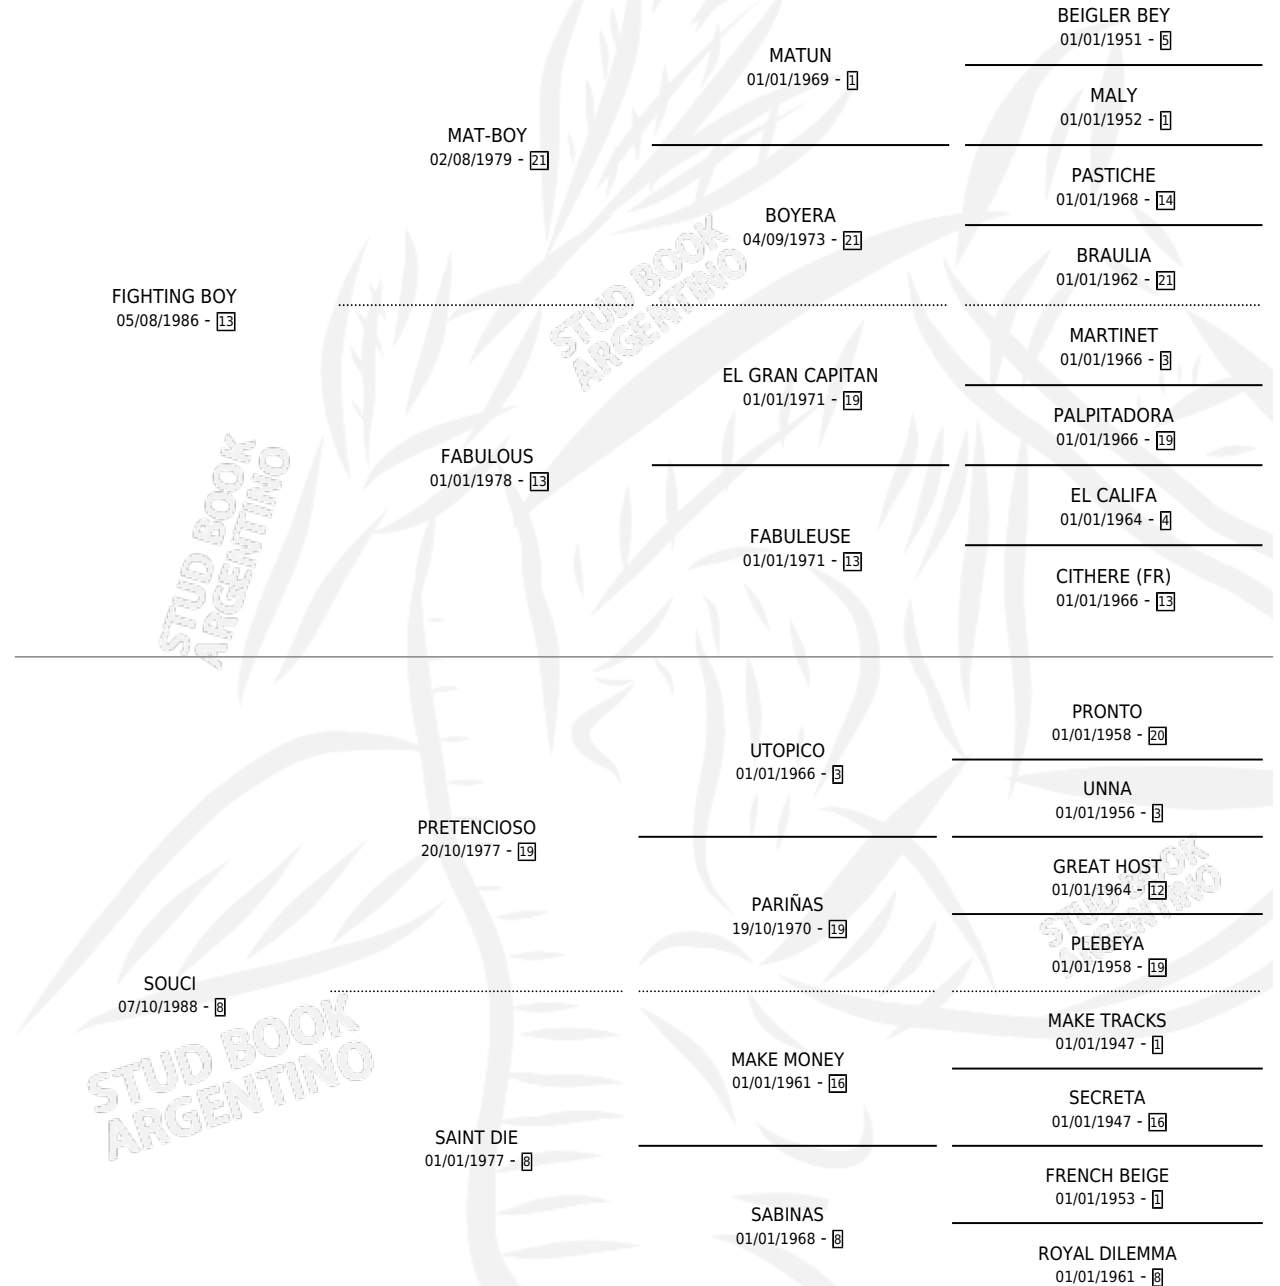 FIGHTING BOY
05/08/1986 - 13
MAT-BOY
02/08/1979 - 21
MATUN
01/01/1969 - 1
BEIGLER BEY
01/01/1951 - 5
MALY
01/01/1952 - 1
BOYERA
04/09/1973 - 21
PASTICHE
01/01/1968 - 14
BRAULIA
01/01/1962 - 21
FABULOUS
01/01/1978 - 13
EL GRAN CAPITAN
01/01/1971 - 19
MARTINET
01/01/1966 - 3
PALPITADORA
01/01/1966 - 19
FABULEUSE
01/01/1971 - 13
EL CALIFA
01/01/1964 - 4
CITHERE (FR)
01/01/1966 - 13
SOUCI
07/10/1988 - 8
PRETENCIOSO
20/10/1977 - 19
UTOPICO
01/01/1966 - 3
PRONTO
01/01/1958 - 20
UNNA
01/01/1956 - 3
PARIÑAS
19/10/1970 - 19
GREAT HOST
01/01/1964 - 12
PLEBEYA
01/01/1958 - 19
SAINT DIE
01/01/1977 - 8
MAKE MONEY
01/01/1961 - 16
MAKE TRACKS
01/01/1947 - 1
SECRETA
01/01/1947 - 16
SABINAS
01/01/1968 - 8
FRENCH BEIGE
01/01/1953 - 1
ROYAL DILEMMA
01/01/1961 - 8
STUD BOOK
ARGENTINO
STUD BOOK
ARGENTINO
STUD BOOK
ARGENTINO
STUD BOOK
ARGENTINO